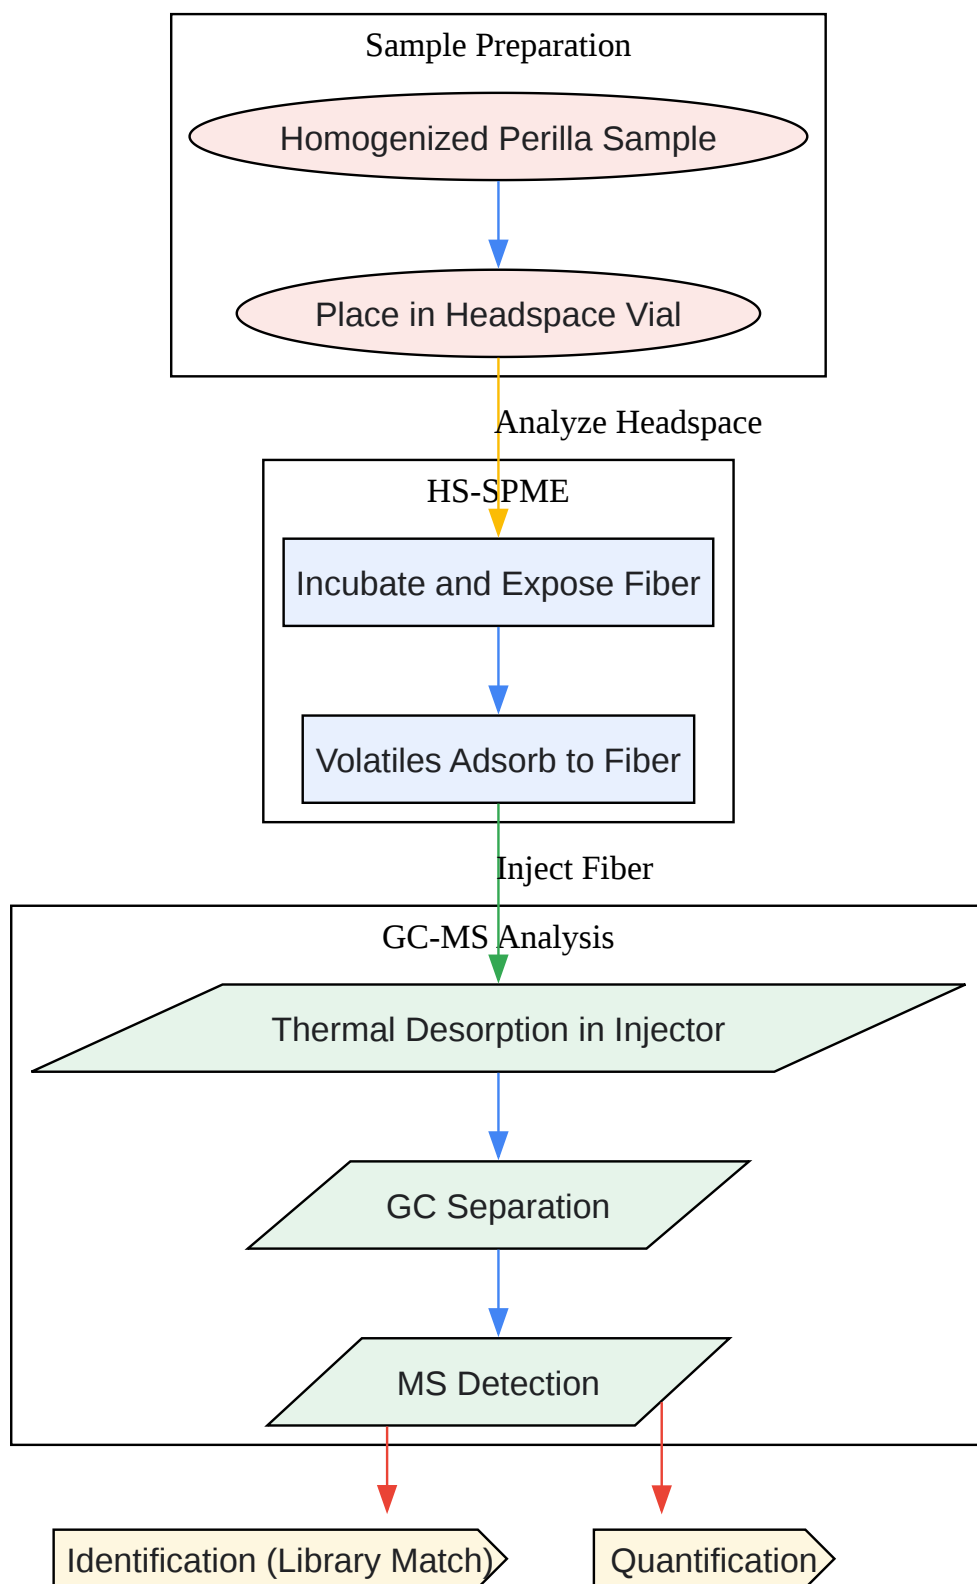 Sample Preparation
Homogenized Perilla Sample
Place in Headspace Vial
Analyze Headspace
HS-SPME
Incubate and Expose Fiber
Volatiles Adsorb to Fiber
Inject Fiber
GC-MS Analysis
Thermal Desorption in Injector
GC Separation
MS Detection
Identification (Library Match)
Quantification